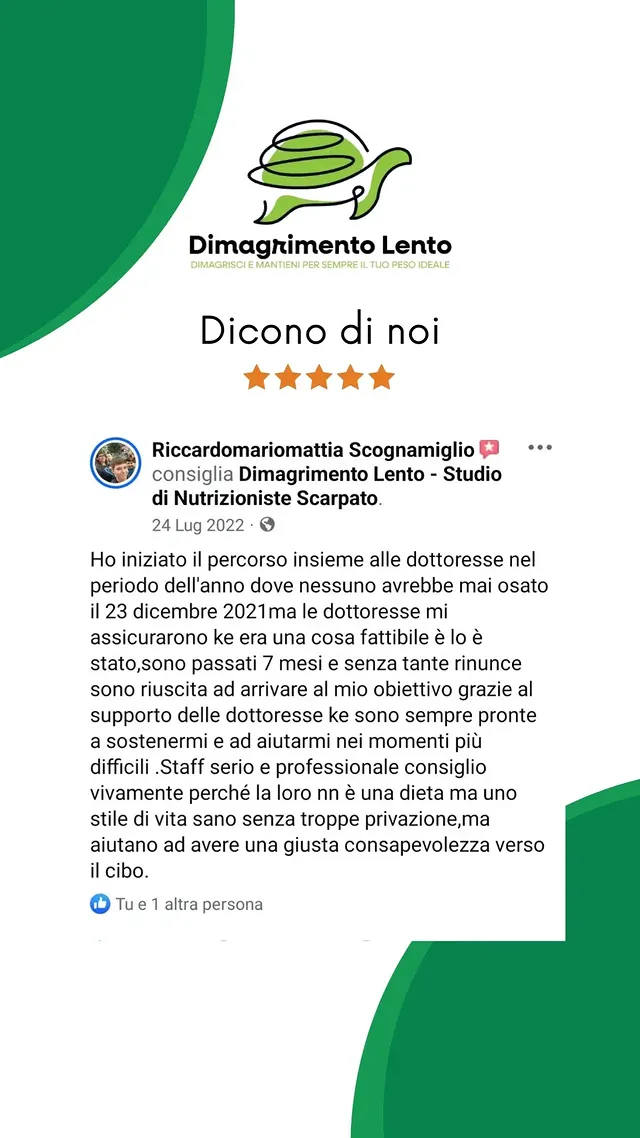 Dimagrimento Lento
DIMAGRISCI E MANTIENI PER SEMPRE IL TUO PESO IDEALE
Dicono di noi
Riccardomariomattia Scognamiglio
consiglia Dimagrimento Lento - Studio
di Nutrizioniste Scarpato.
24 Lug 2022 ·
Ho iniziato il percorso insieme alle dottoresse nel
periodo dell'anno dove nessuno avrebbe mai osato
il 23 dicembre 2021ma le dottoresse mi
assicurarono ke era una cosa fattibile è lo è
stato,sono passati 7 mesi e senza tante rinunce
sono riuscita ad arrivare al mio obiettivo grazie al
supporto delle dottoresse ke sono sempre pronte
a sostenermi e ad aiutarmi nei momenti più
difficili .Staff serio e professionale consiglio
vivamente perché la loro nn è una dieta ma uno
stile di vita sano senza troppe privazione,ma
aiutano ad avere una giusta consapevolezza verso
il cibo.
Tu e 1 altra persona